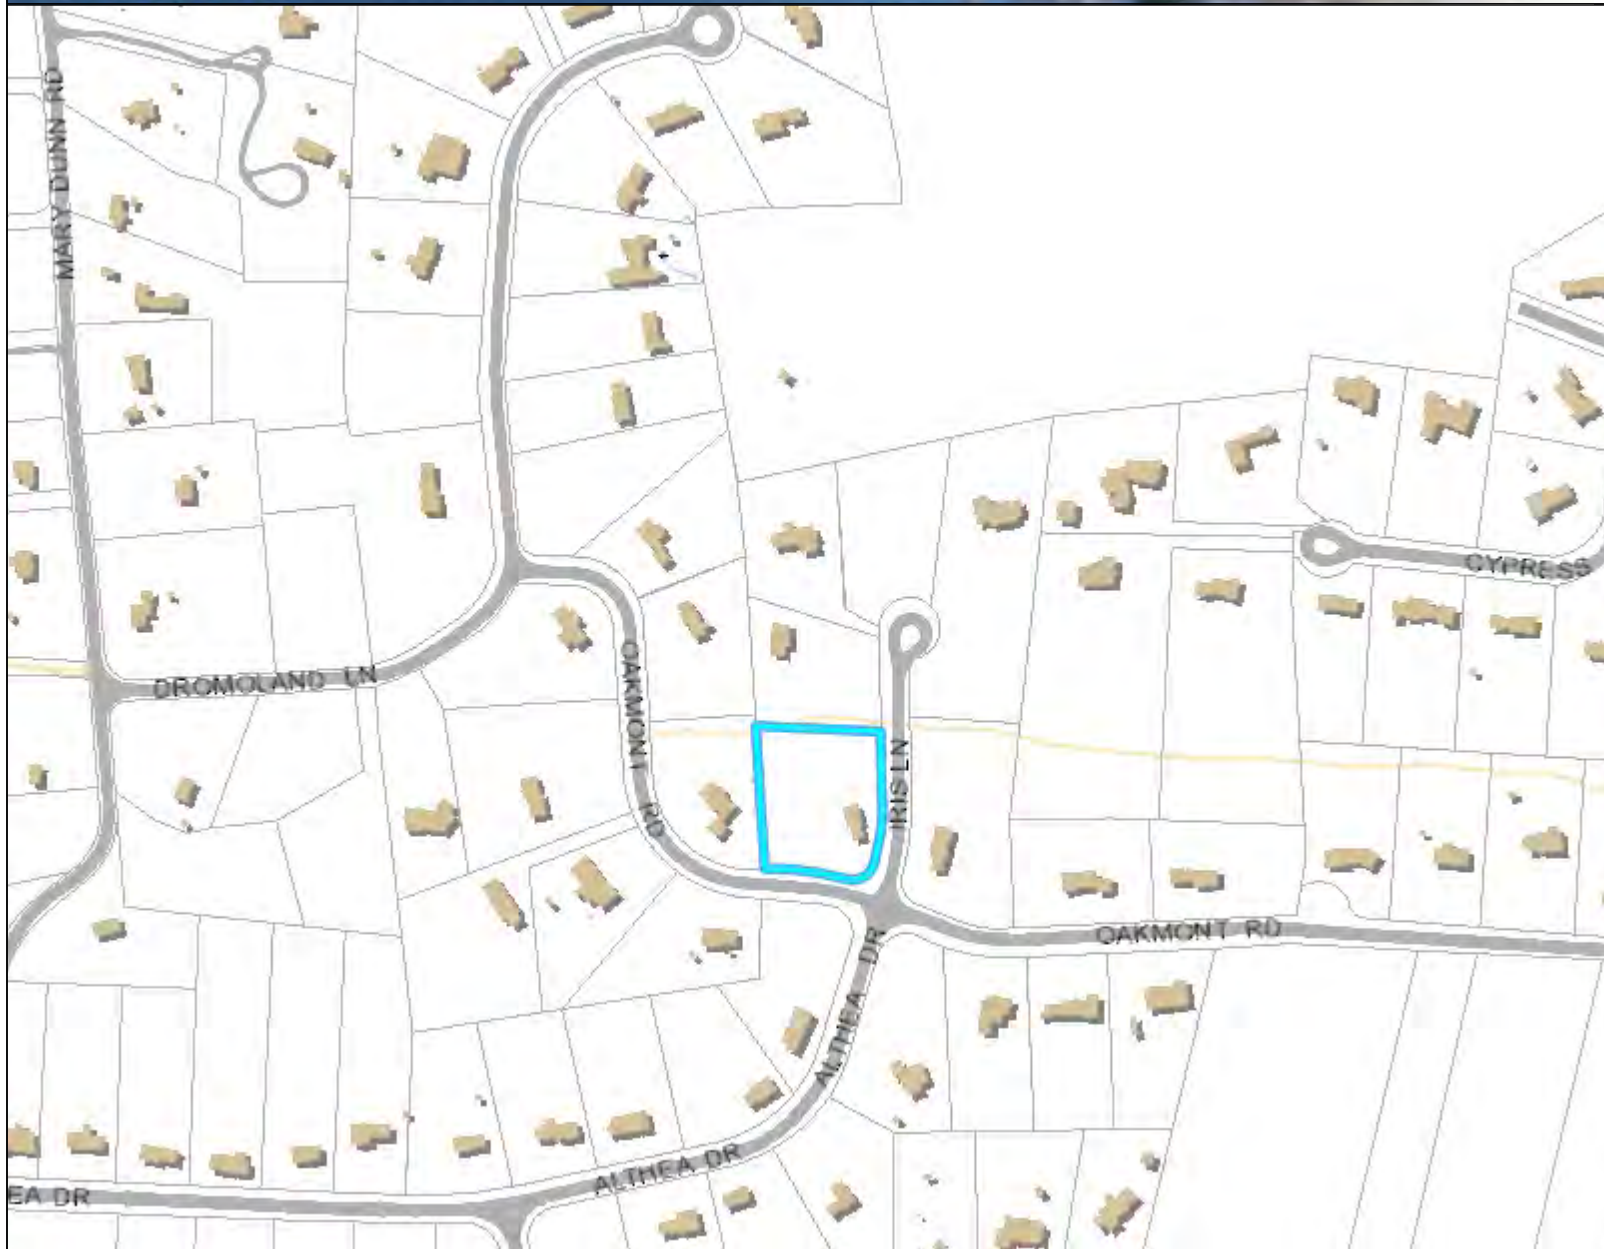 MARY DUNN RD
CYPRESS
DROMOLAND LN
OAKMONT RD
IRIS LN
OAKMONT RD
ALTHEA DR
ALTHEA DR
EA DR